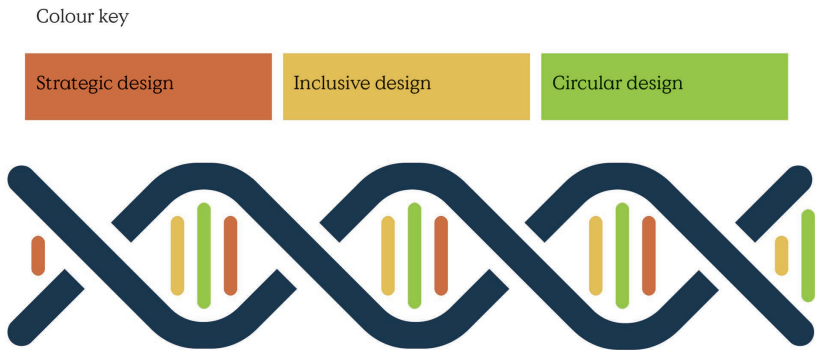 Colour key
Strategic design
Inclusive design
Circular design